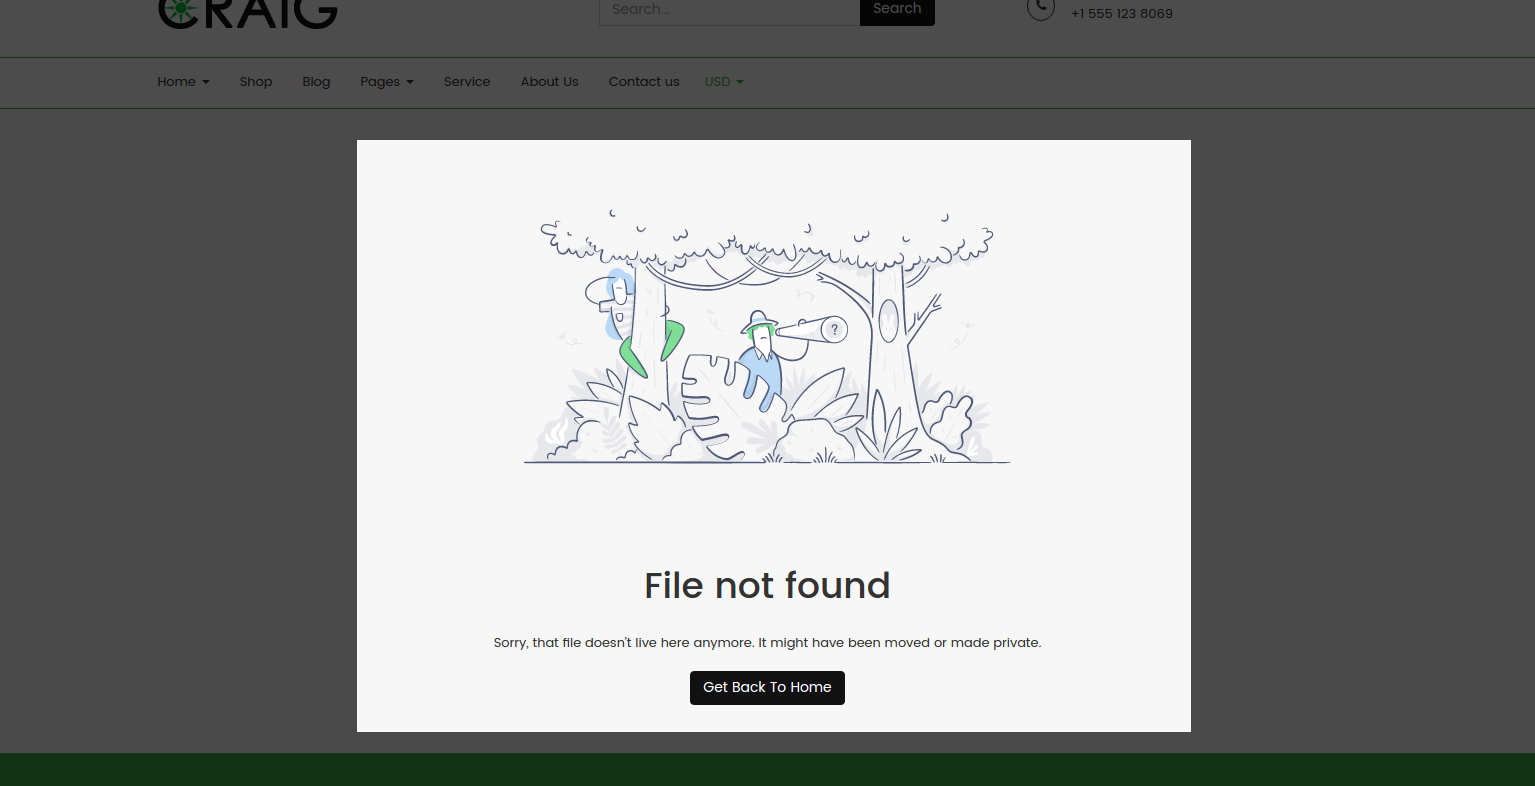 CRAIG
Search...
Search
+1 555 123 8069
Home
Shop
Blog
Pages
Service
About Us
Contact us
USD
?
File not found
Sorry, that file doesn't live here anymore. It might have been moved or made private.
Get Back To Home